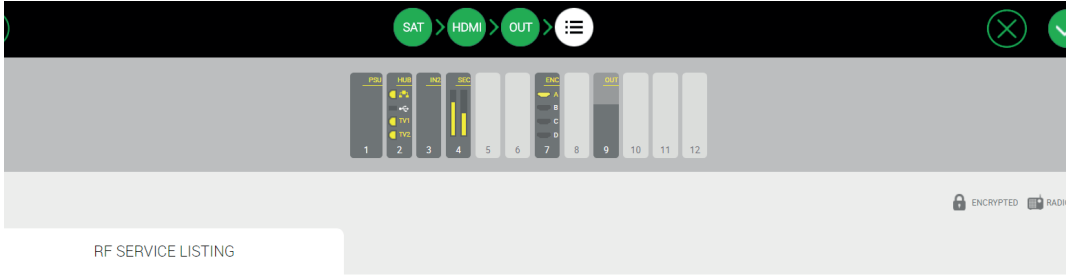 SAT > HDMI > OUT >
PSU HUB IN2 SEC ENC OUT
A
B
TV1 C
TV2 D
1 2 3 4 5 6 7 8 9 10 11 12
ENCRYPTED
RF SERVICE LISTING